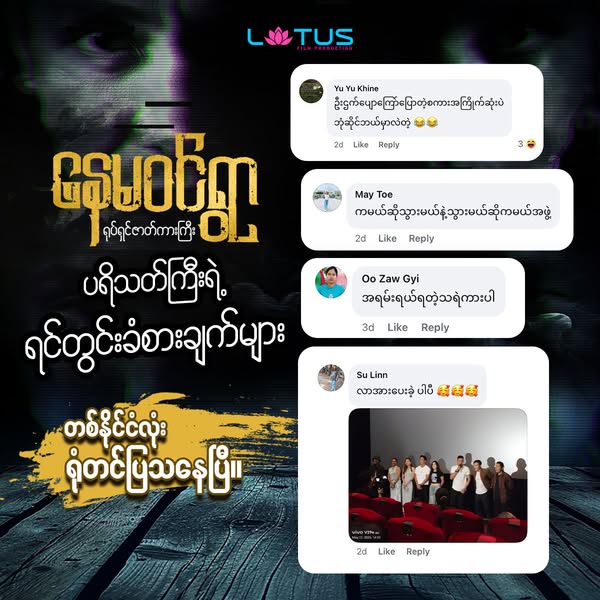 LOTUS
FILM PRODUCTION
နေမဝင်ရွာ
ရုပ်ရှင်ဇာတ်ကားကြီး
ပရိသတ်ကြီးရဲ့
ရင်တွင်းခံစားချက်များ
တစ်နိုင်ငံလုံး
ရုံတင်ပြသနေပြီ။
Yu Yu Khine
ဦးဌက်ပျောကြော်ပြောတဲ့စကားအကြိုက်ဆုံးပဲ
ဘုံဆိုင်ဘယ်မှာလဲတဲ့ 😂😂
2d Like Reply 3 😆
May Toe
ကမယ်ဆိုသွားမယ်နဲ့သွားမယ်ဆိုကမယ်အဖွဲ့
2d Like Reply
Oo Zaw Gyi
အရမ်းရယ်ရတဲ့သရဲကားပါ
3d Like Reply
Su Linn
လာအားပေးခဲ့ ပါပီ 🥰🥰🥰
2d Like Reply